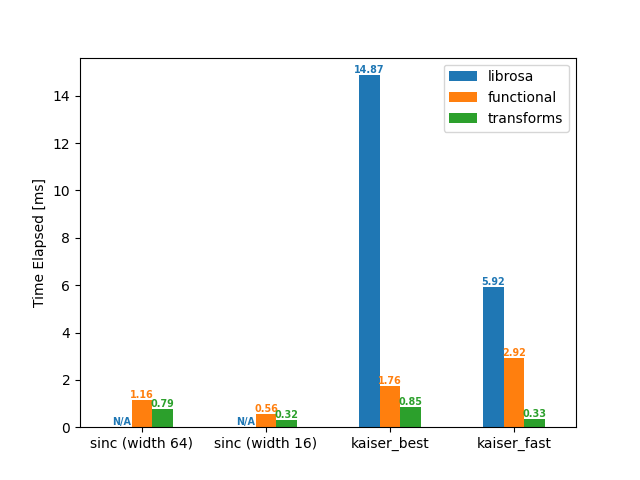 librosa
functional
transforms
Time Elapsed [ms]
14
12
10
8
6
4
2
0
N/A
1.16
0.79
N/A
0.56
0.32
14.87
1.76
0.85
5.92
2.92
0.33
sinc (width 64)
sinc (width 16)
kaiser_best
kaiser_fast